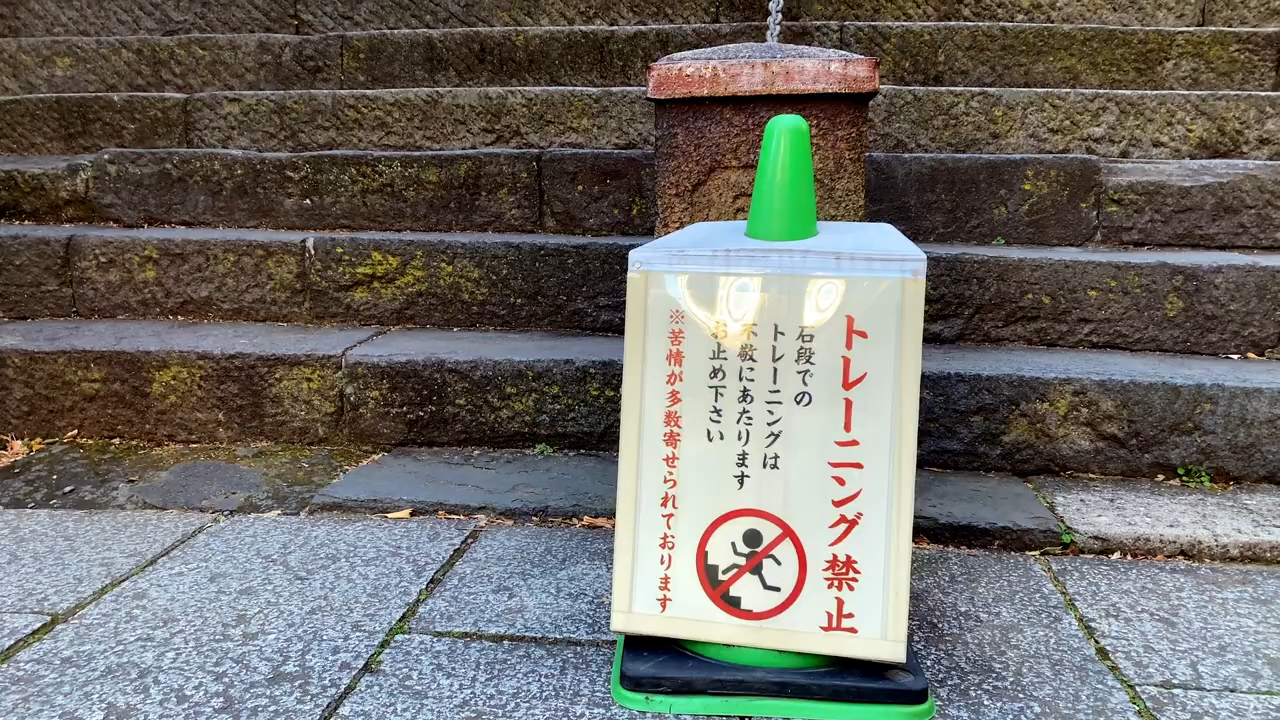 トレーニング禁止
石段での
トレーニングは
不敬にあたります
お止め下さい
※苦情が多数寄せられております